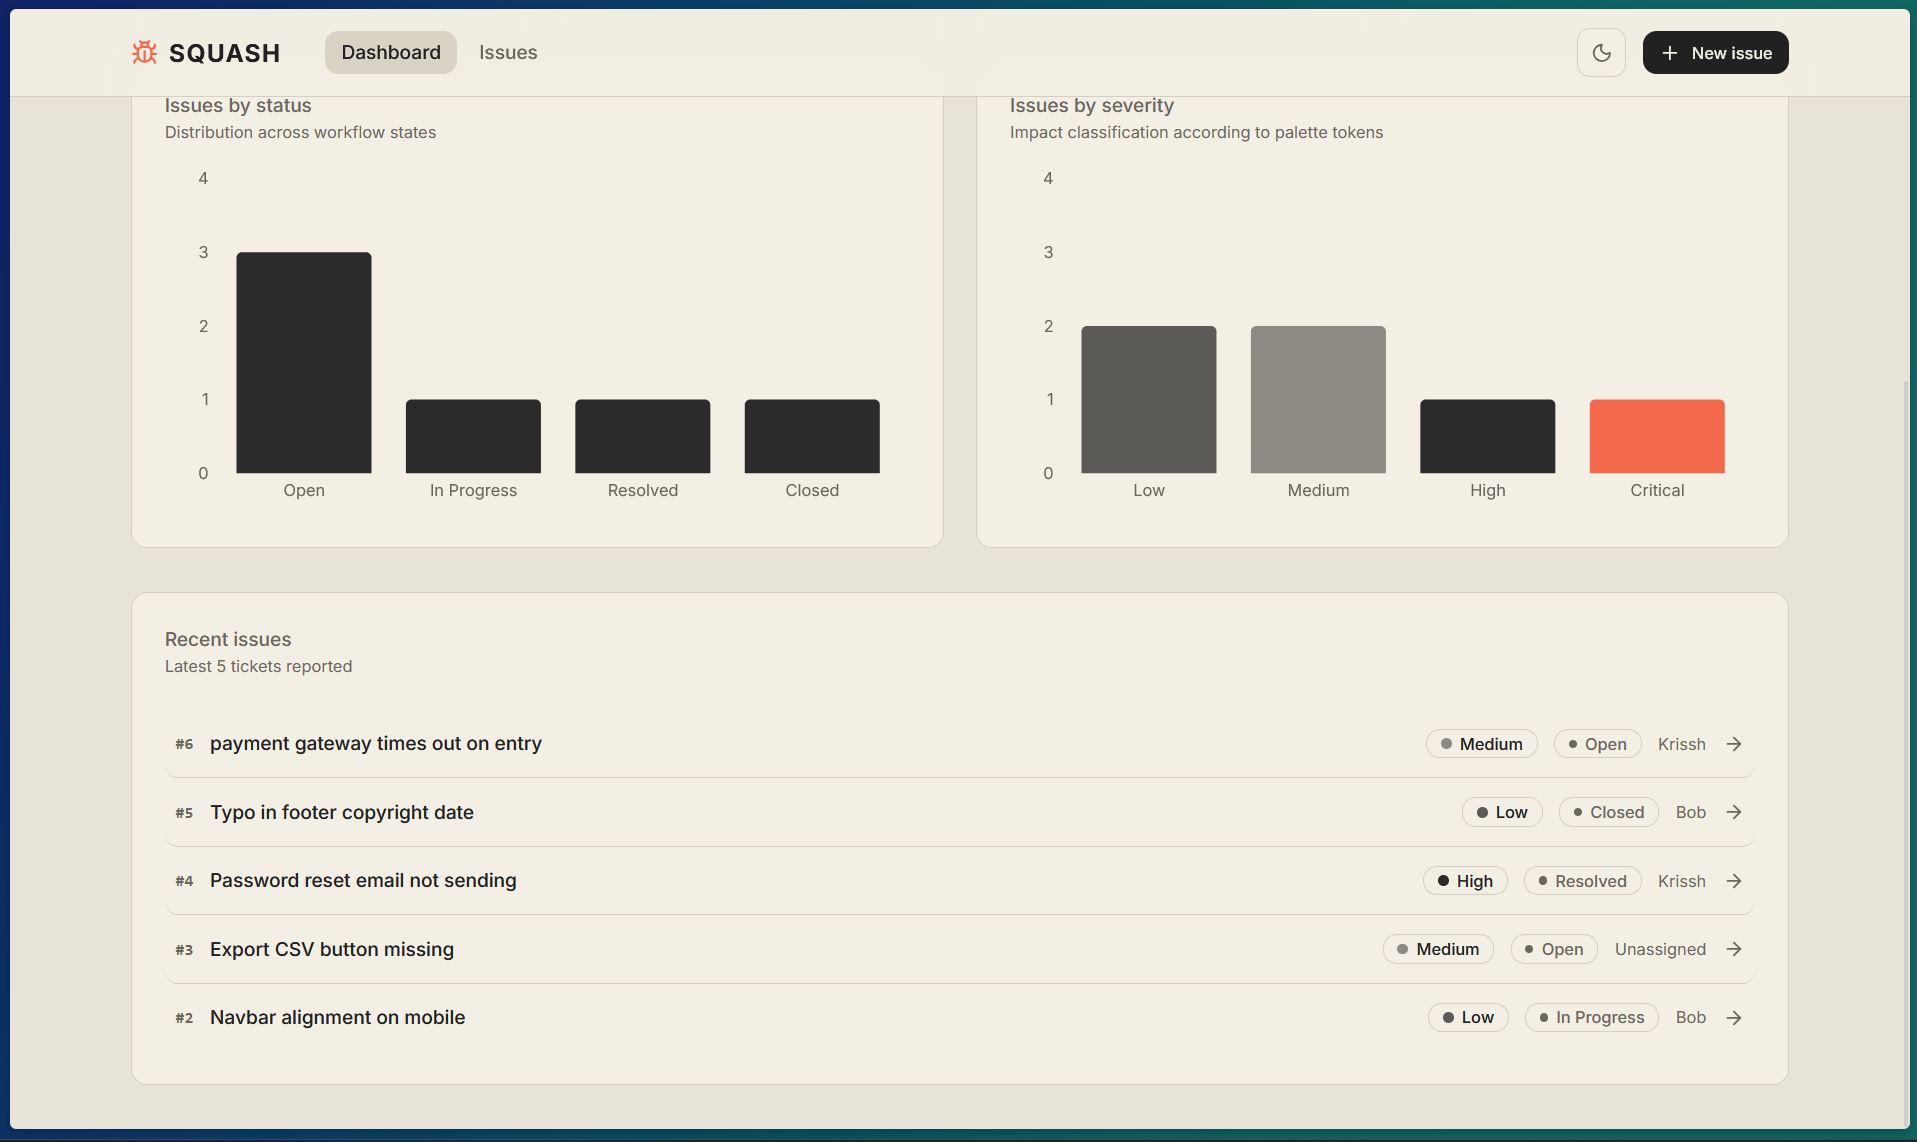 SQUASH
Dashboard
Issues
New issue
Issues by status
Distribution across workflow states
4
3
2
1
0
Open
In Progress
Resolved
Closed
Issues by severity
Impact classification according to palette tokens
4
3
2
1
0
Low
Medium
High
Critical
Recent issues
Latest 5 tickets reported
#6 payment gateway times out on entry Medium Open Krissh
#5 Typo in footer copyright date Low Closed Bob
#4 Password reset email not sending High Resolved Krissh
#3 Export CSV button missing Medium Open Unassigned
#2 Navbar alignment on mobile Low In Progress Bob